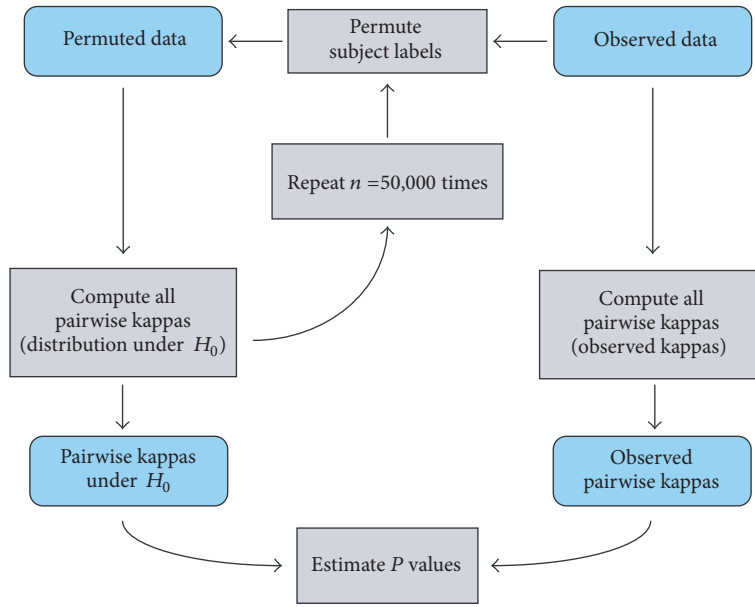 Permuted data
Permute
subject labels
Observed data
Repeat n =50,000 times
Compute all
pairwise kappas
(distribution under H₀)
Compute all
pairwise kappas
(observed kappas)
Pairwise kappas
under H₀
Observed
pairwise kappas
Estimate P values